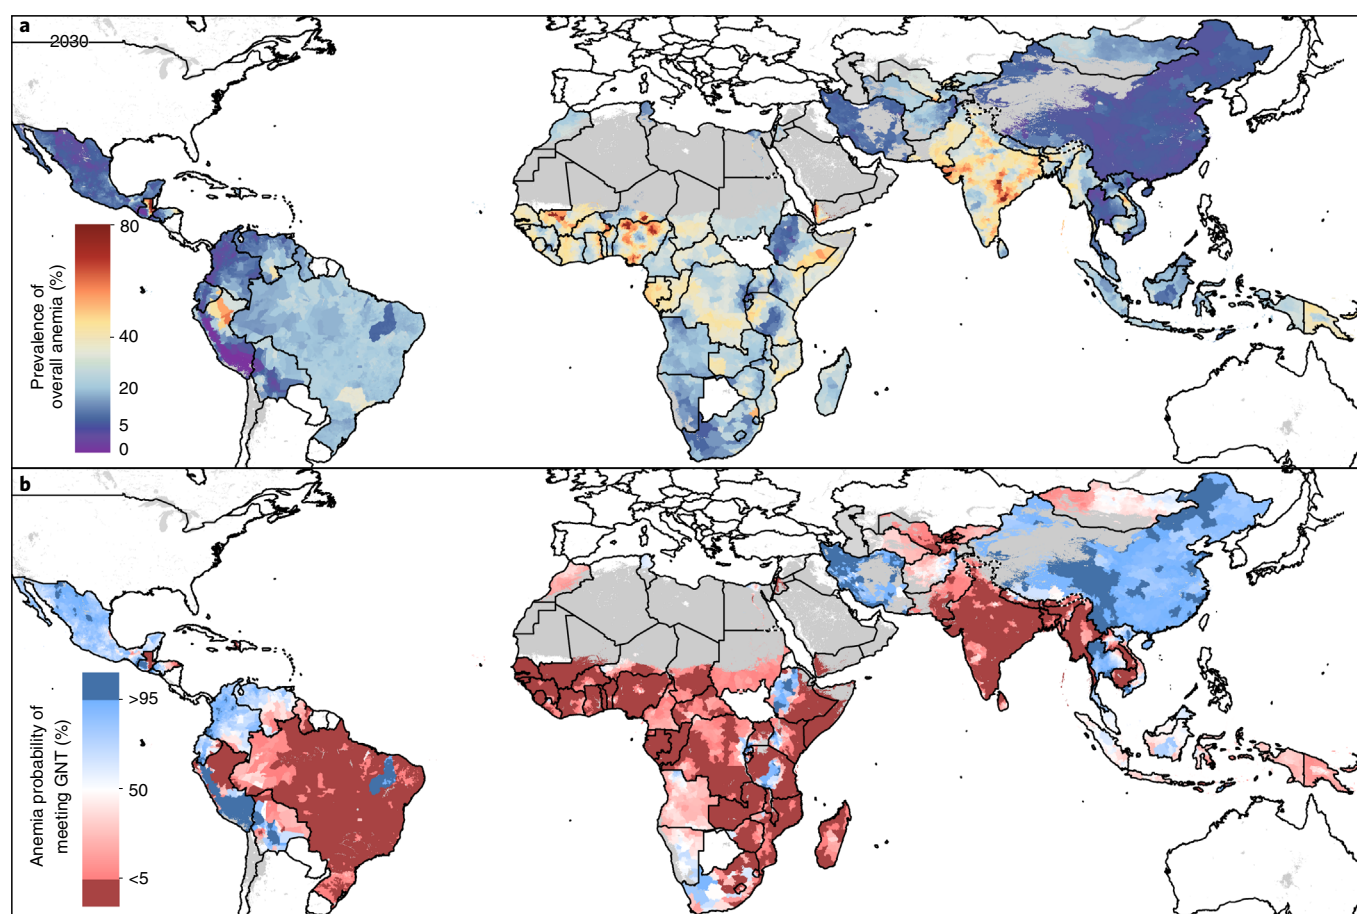 a
2030
80
40
20
5
0
Prevalence of
overall anemia (%)
b
>95
50
<5
Anemia probability of
meeting GNT (%)